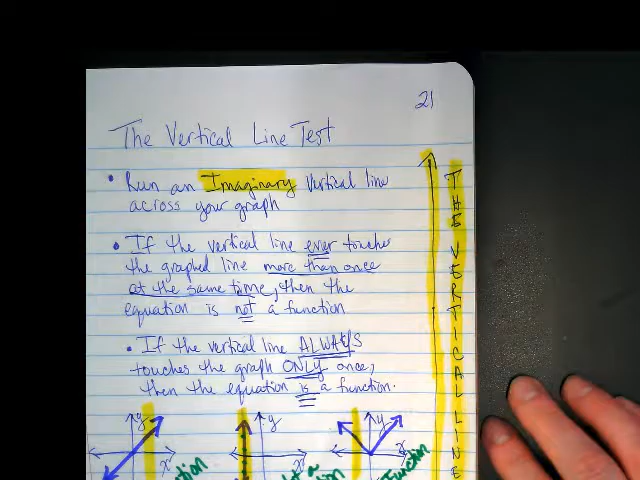 21
The Vertical Line Test
• Run an Imaginary vertical line
across your graph
• If the vertical line ever touches
the graphed line more than once
at the same time, then the
equation is not a function
• If the vertical line ALWAYS
touches the graph ONLY once,
then the equation is a function.
y
x
y
x
y
x
Function
THE VERTICAL LINE